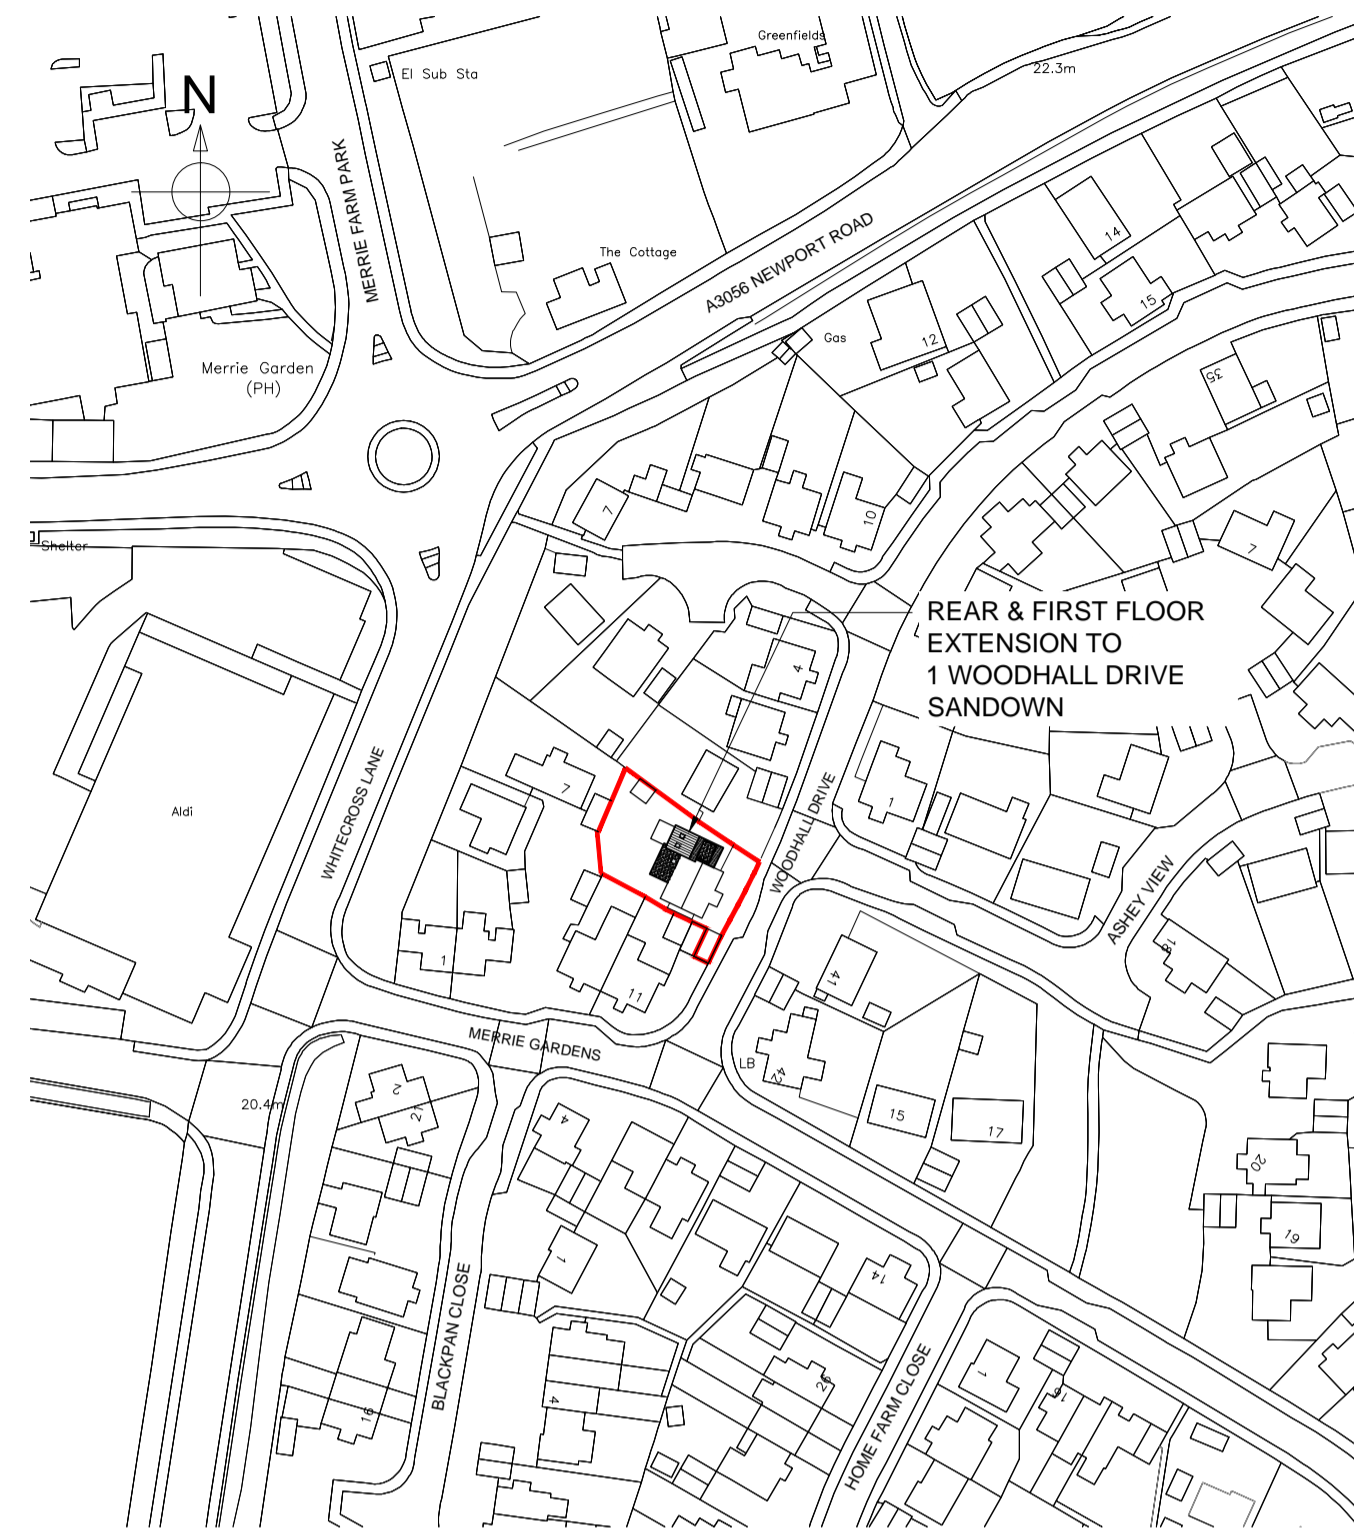 Greenfields
El Sub Sta
22.3m
N
MERRIE FARM PARK
The Cottage
A3056 NEWPORT ROAD
14
15
Gas
12
Merrie Garden
(PH)
35
7
10
7
Shelter
REAR & FIRST FLOOR
EXTENSION TO
1 WOODHALL DRIVE
SANDOWN
4
7
1
Aldi
WHITECROSS LANE
WOODHALL DRIVE
ASHEY VIEW
18
1
11
41
MERRIE GARDENS
LB
42
2
21
20.4m
15
17
4
20
19
1
14
BLACKPAN CLOSE
HOME FARM CLOSE
1
26
16
4
16